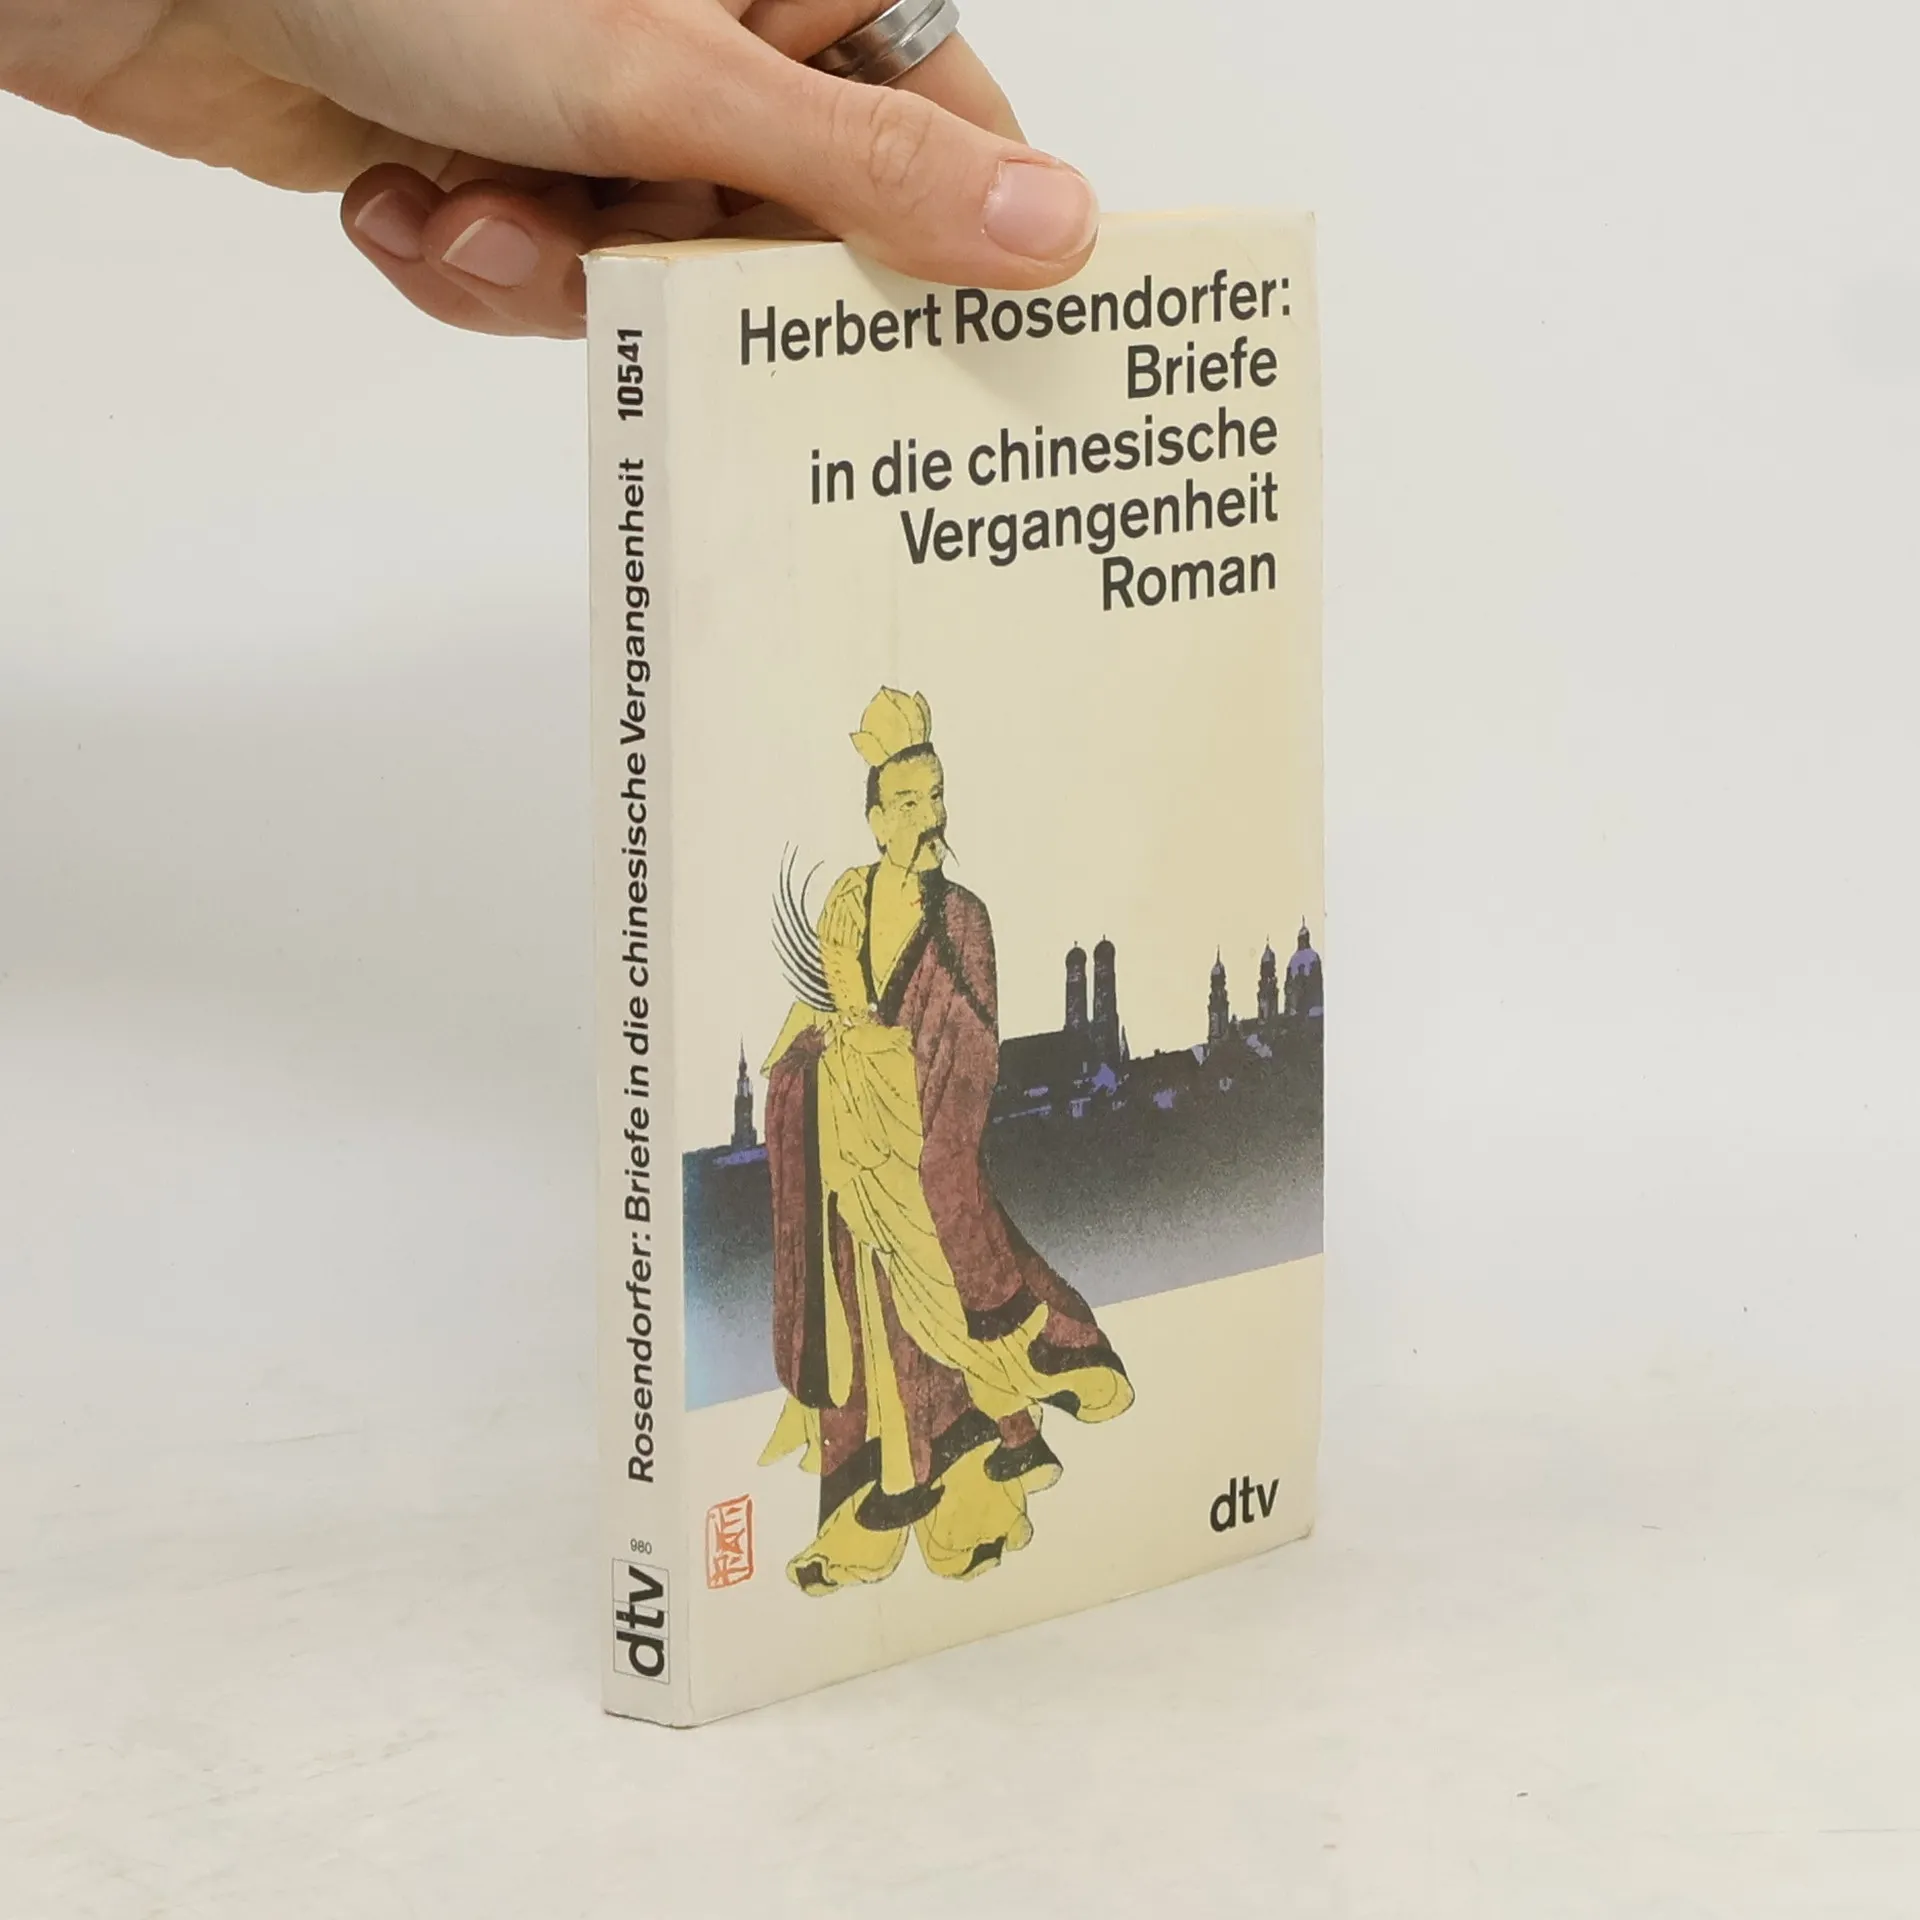 Herbert Rosendorfer:
Briefe
in die chinesische
Vergangenheit
Roman
dtv
Rosendorfer: Briefe in die chinesische Vergangenheit 10541
980
dtv